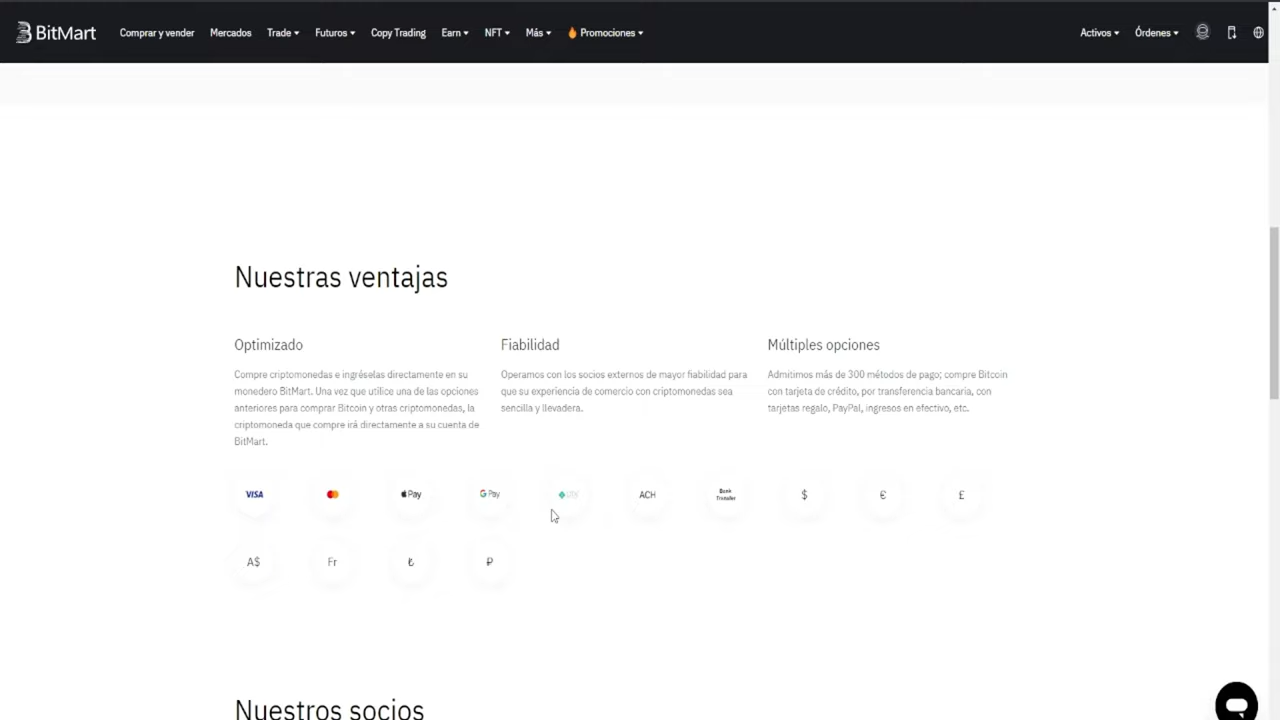 BitMart Comprar y vender Mercados Trade Futuros Copy Trading Earn NFT Más Promociones Activos Órdenes
Nuestras ventajas
Optimizado
Compre criptomonedas e ingréselas directamente en su
monedero BitMart. Una vez que utilice una de las opciones
anteriores para comprar Bitcoin y otras criptomonedas, la
criptomoneda que compre irá directamente a su cuenta de
BitMart.
Fiabilidad
Operamos con los socios externos de mayor fiabilidad para
que su experiencia de comercio con criptomonedas sea
sencilla y llevadera.
Múltiples opciones
Admitimos más de 300 métodos de pago; compre Bitcoin
con tarjeta de crédito, por transferencia bancaria, con
tarjetas regalo, PayPal, ingresos en efectivo, etc.
VISA Pay G Pay ACH Bank Transfer $ € £
A$ Fr ₺ ₽
Nuestros socios